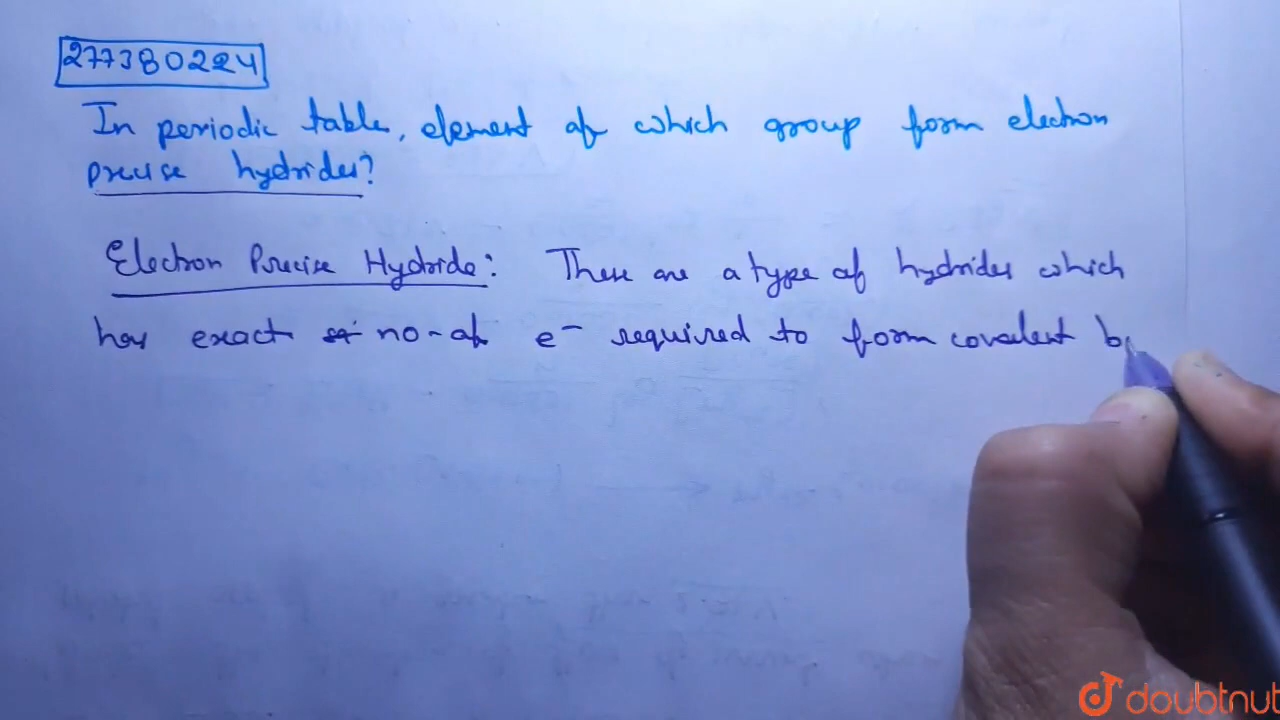 277380224
In periodic table, element of which group form electron
precise hydrides?
Electron Precise Hydride: These are a type of hydrides which
has exact no-of e⁻ required to form covalent
doubtnut